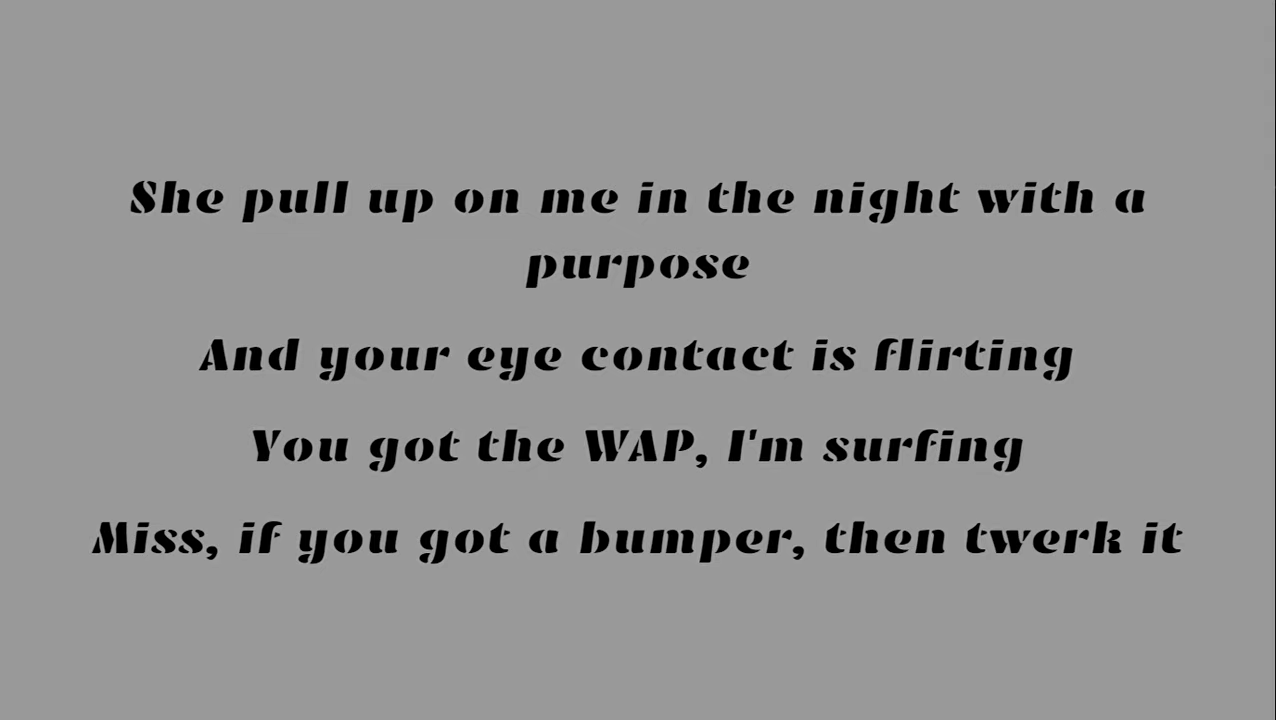 She pull up on me in the night with a
purpose
And your eye contact is flirting
You got the WAP, I'm surfing
Miss, if you got a bumper, then twerk it